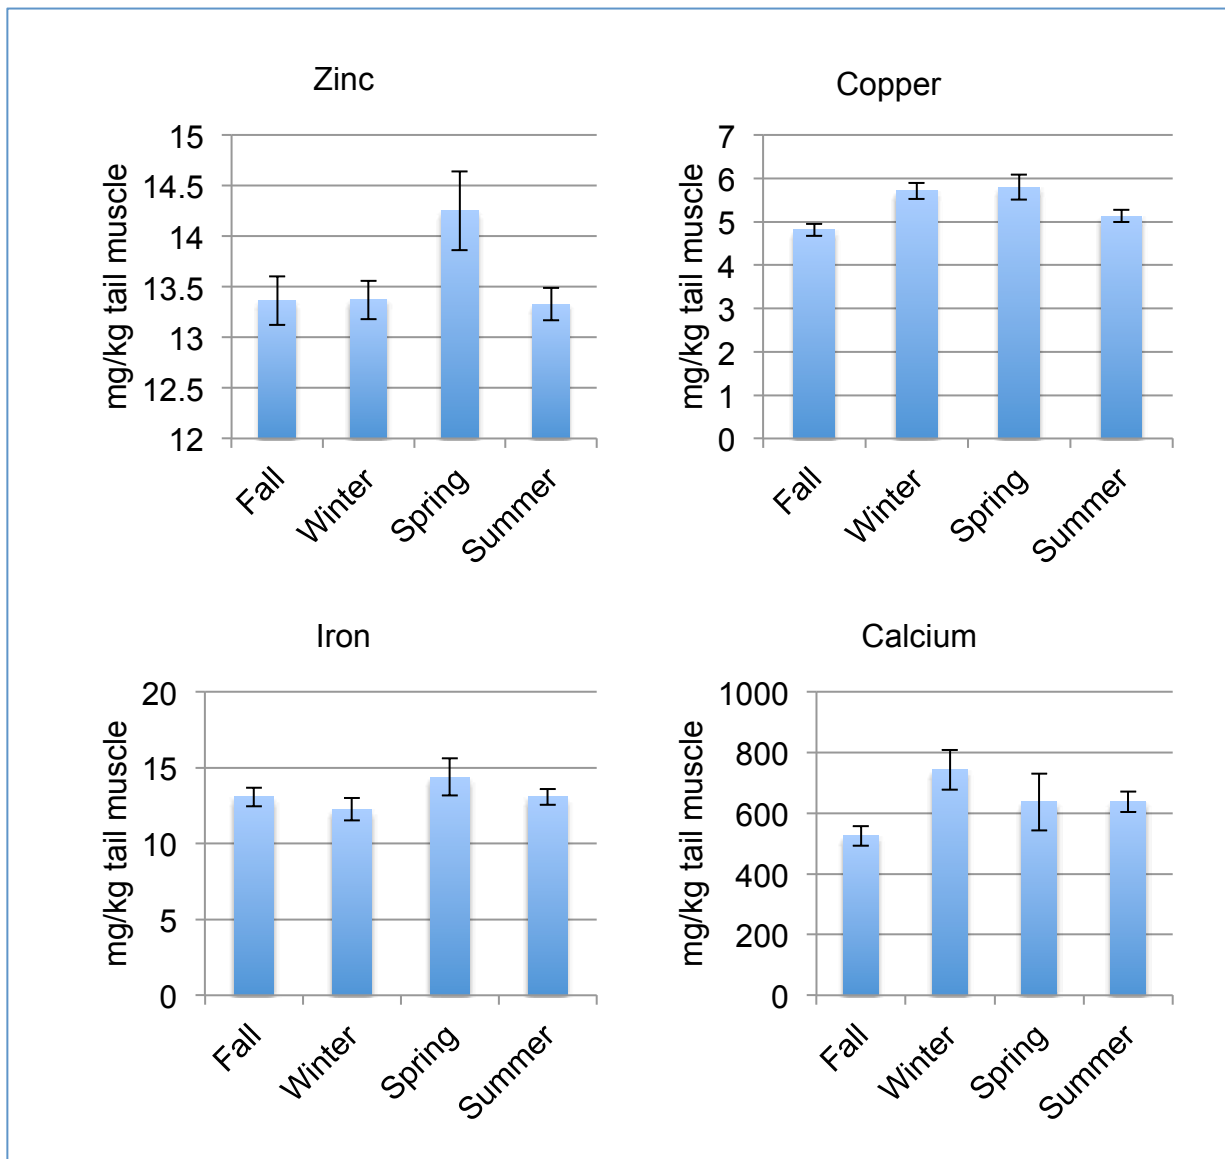 Zinc
mg/kg tail muscle
15
14.5
14
13.5
13
12.5
12
Fall
Winter
Spring
Summer
Copper
mg/kg tail muscle
7
6
5
4
3
2
1
0
Fall
Winter
Spring
Summer
Iron
mg/kg tail muscle
20
15
10
5
0
Fall
Winter
Spring
Summer
Calcium
mg/kg tail muscle
1000
800
600
400
200
0
Fall
Winter
Spring
Summer